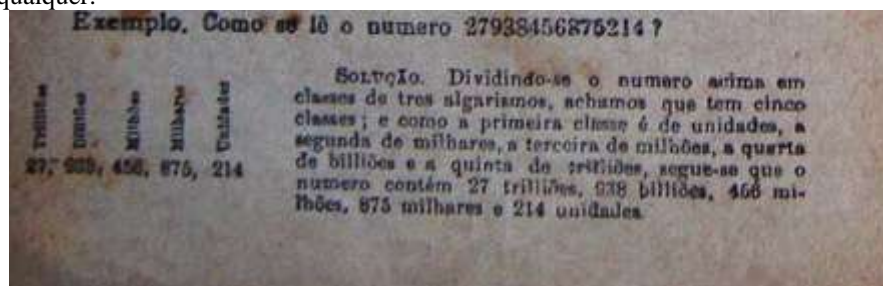 qualquer.
Exemplo. Como se lê o numero 27938456875214?
Trilliões
Billiões
Milhões
Milhares
Unidades
27, 938, 456, 875, 214
SOLUÇÃO. Dividindo-se o numero acima em
classes de tres algarismos, achamos que tem cinco
classes; e como a primeira classe é de unidades, a
segunda de milhares, a terceira de milhões, a quarta
de billiões e a quinta de trilliões, segue-se que o
numero contém 27 trilliões, 938 billiões, 456 mi-
lhões, 875 milhares e 214 unidades.